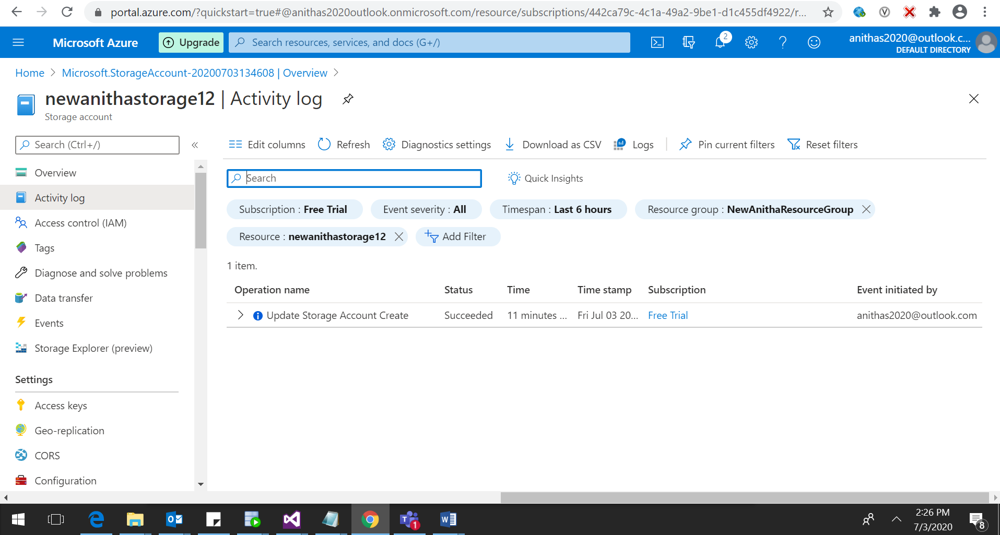 portal.azure.com/?quickstart=true#@anithas2020outlook.onmicrosoft.com/resource/subscriptions/442ca79c-4c1a-49a2-9be1-d1c455df4922/r...
Microsoft Azure
Upgrade
Search resources, services, and docs (G+/)
2
anithas2020@outlook.c...
DEFAULT DIRECTORY
Home > Microsoft.StorageAccount-20200703134608 | Overview >
newanithastorage12 | Activity log
Storage account
Search (Ctrl+/)
«
Overview
Activity log
Access control (IAM)
Tags
Diagnose and solve problems
Data transfer
Events
Storage Explorer (preview)
Settings
Access keys
Geo-replication
CORS
Configuration
Edit columns
Refresh
Diagnostics settings
Download as CSV
Logs
Pin current filters
Reset filters
Search
Quick Insights
Subscription : Free Trial
Event severity : All
Timespan : Last 6 hours
Resource group : NewAnithaResourceGroup
Resource : newanithastorage12
Add Filter
1 item.
Operation name Status Time Time stamp Subscription Event initiated by
Update Storage Account Create Succeeded 11 minutes ... Fri Jul 03 20... Free Trial anithas2020@outlook.com
1
2:26 PM
7/3/2020
8